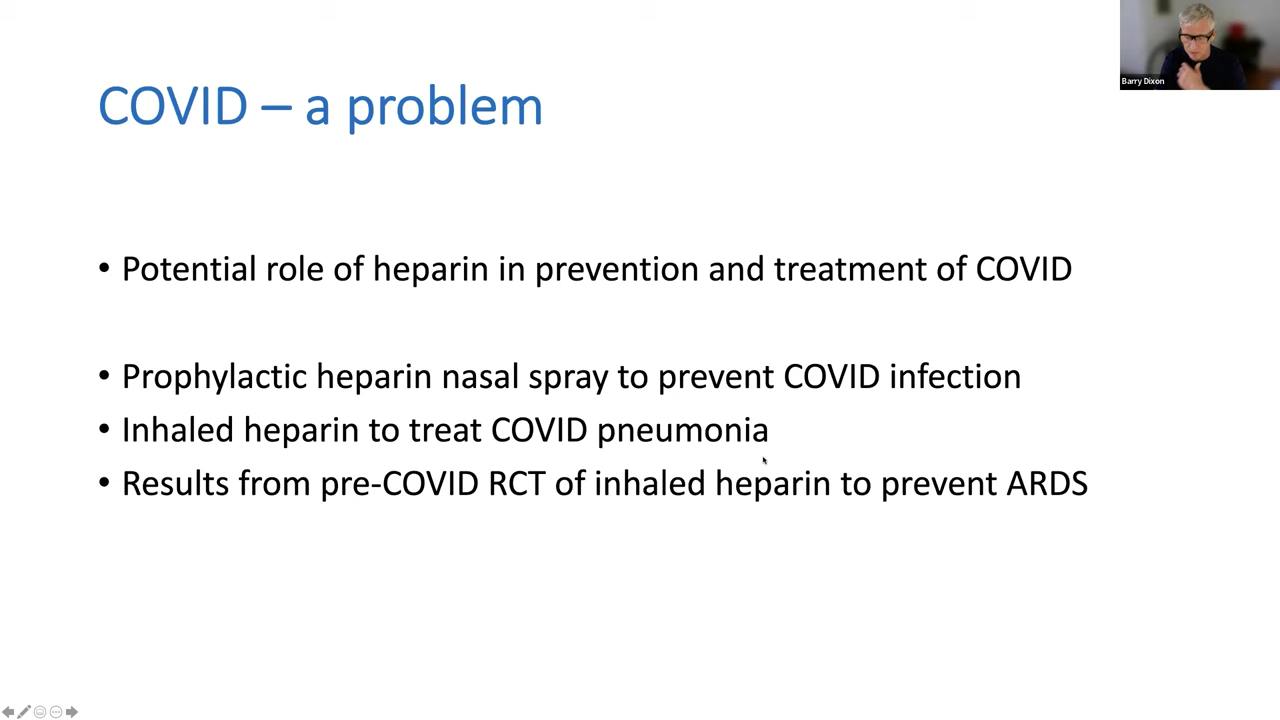 Barry Dixon
COVID – a problem
• Potential role of heparin in prevention and treatment of COVID
• Prophylactic heparin nasal spray to prevent COVID infection
• Inhaled heparin to treat COVID pneumonia
• Results from pre-COVID RCT of inhaled heparin to prevent ARDS